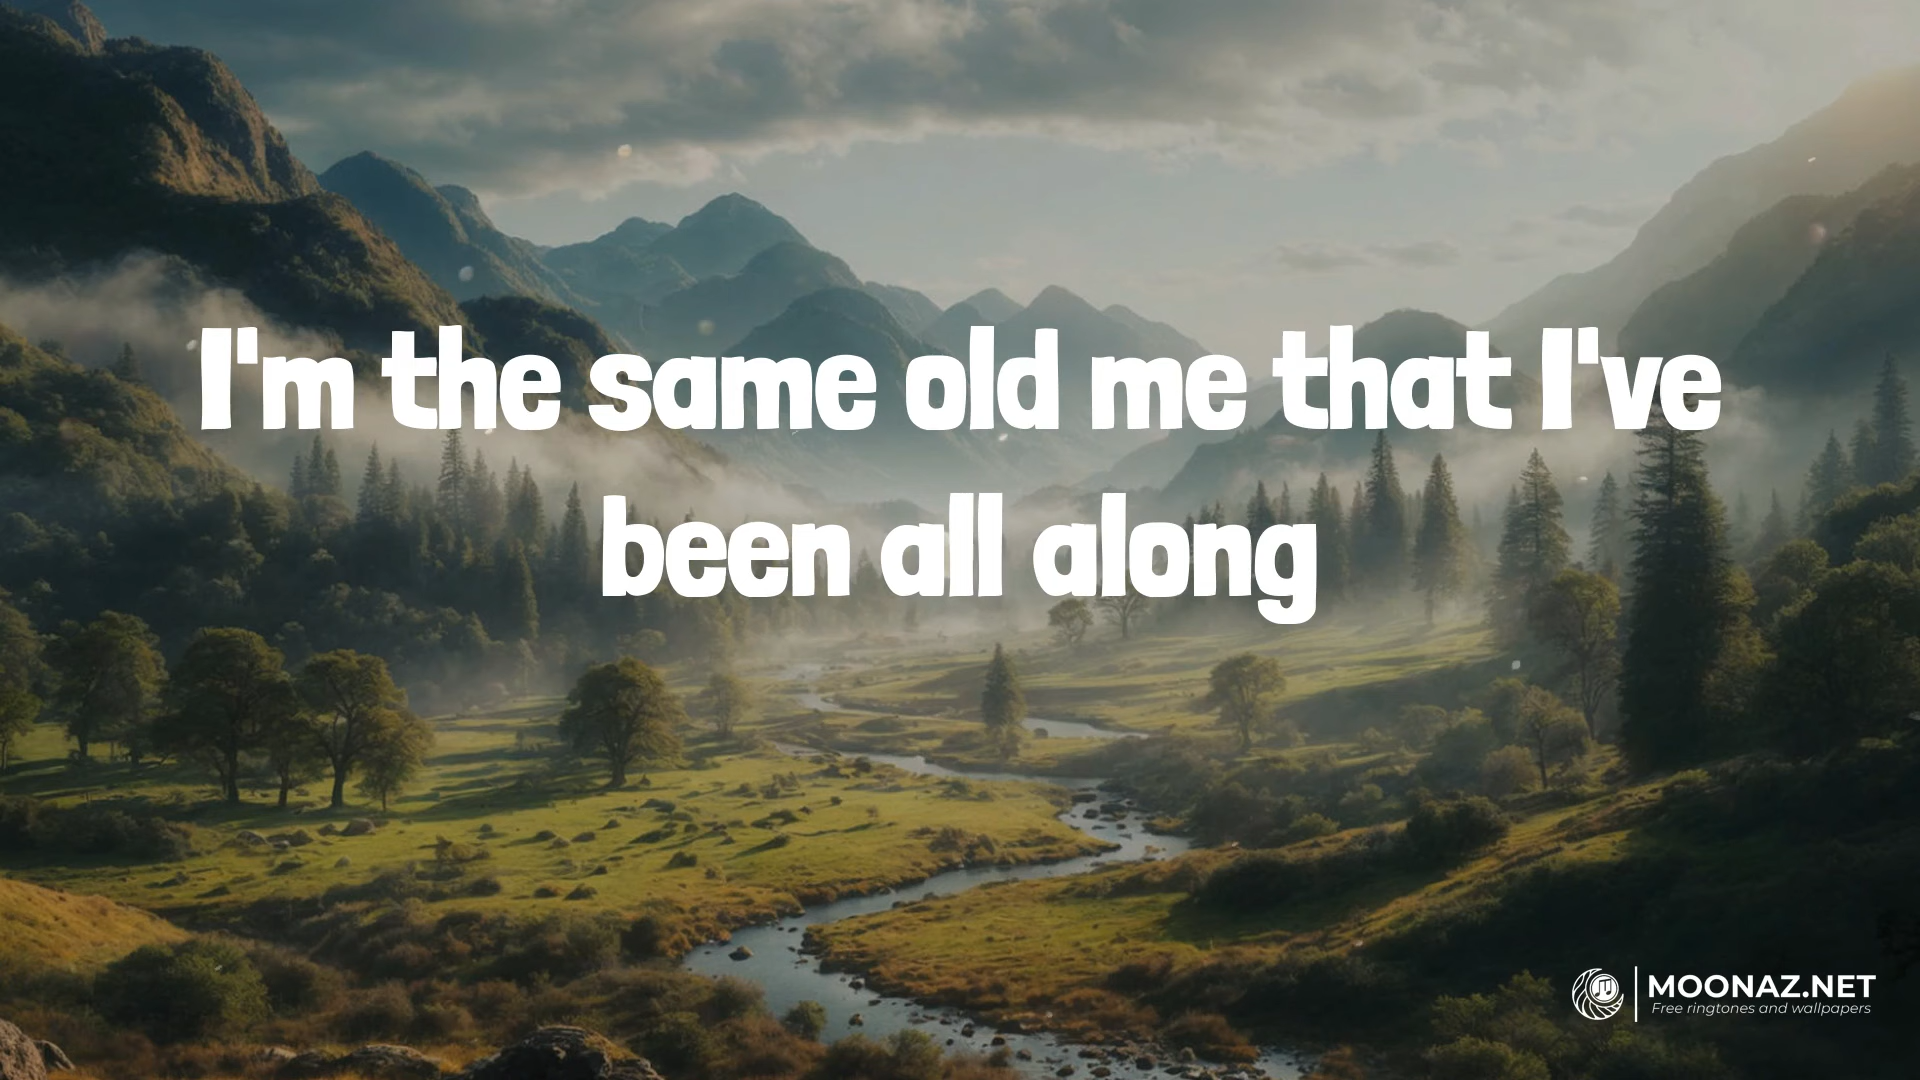 I'm the same old me that I've
been all along
MOONAZ.NET
Free ringtones and wallpapers